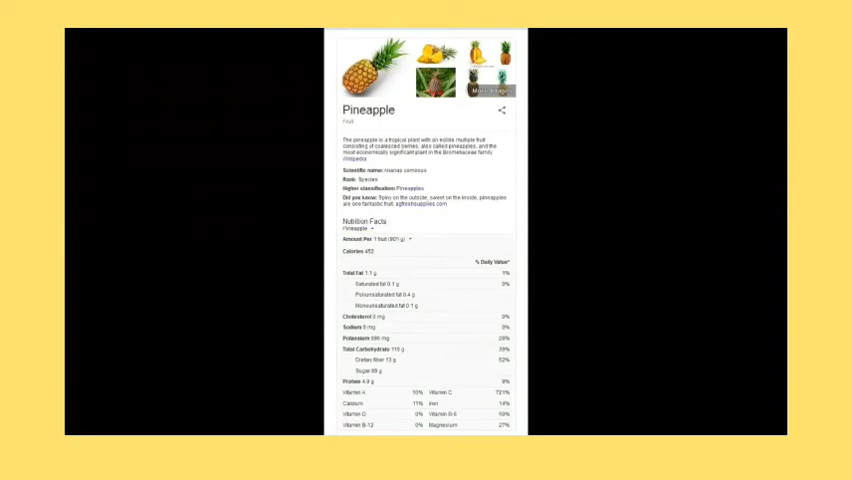 More images
Pineapple
Fruit
The pineapple is a tropical plant with an edible multiple fruit
consisting of coalesced berries, also called pineapples, and the
most economically significant plant in the Bromeliaceae family.
Wikipedia
Scientific name: Ananas comosus
Rank: Species
Higher classification: Pineapples
Did you know: Spiny on the outside, sweet on the inside, pineapples
are one fantastic fruit. agfreshsupplies.com
Nutrition Facts
Pineapple
Amount Per 1 fruit (905 g)
Calories 452
% Daily Value*
Total Fat 1.1 g 1%
Saturated fat 0.1 g 0%
Polyunsaturated fat 0.4 g
Monounsaturated fat 0.1 g
Cholesterol 0 mg 0%
Sodium 9 mg 0%
Potassium mg 28%
Total Carbohydrate 119 g 39%
Dietary fiber 13 g 52%
Sugar 89 g
Protein 4.9 g 9%
Vitamin A 10% Vitamin C 721%
Calcium 11% Iron 14%
Vitamin D 0% Vitamin B-6
Vitamin B-12 0% Magnesium 27%